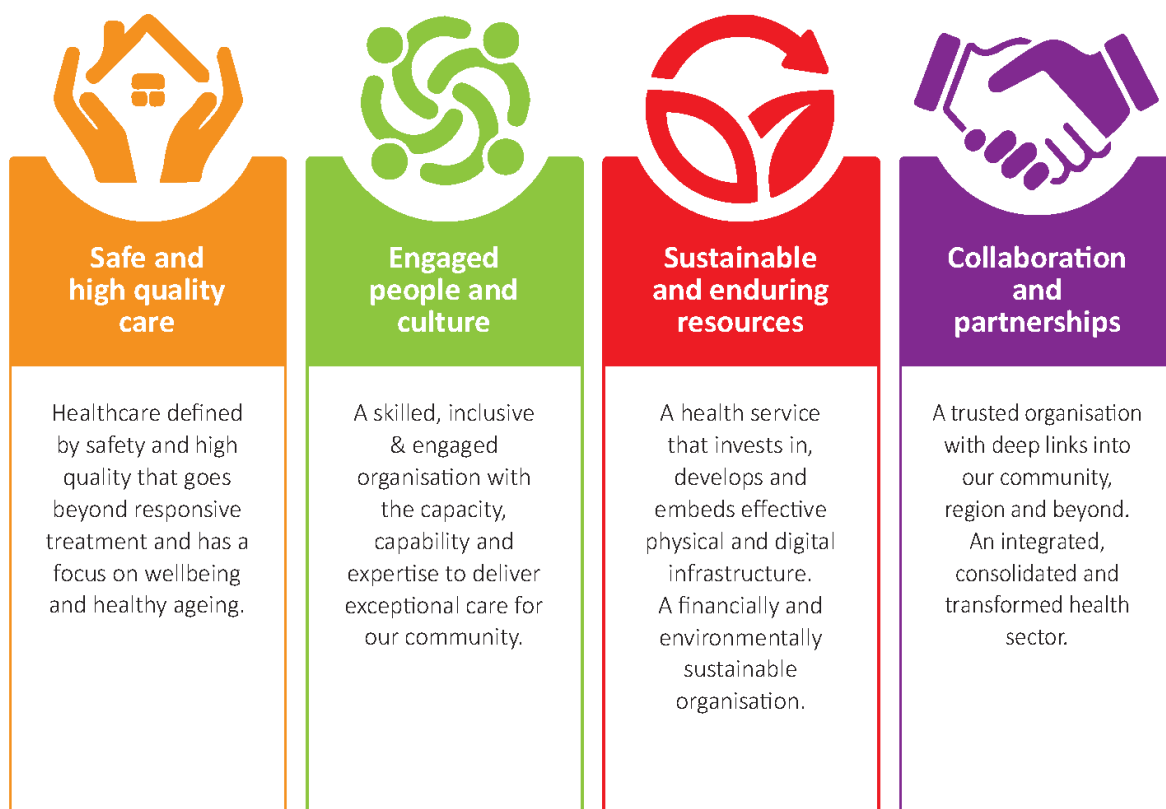 Safe and
high quality
care
Healthcare defined
by safety and high
quality that goes
beyond responsive
treatment and has a
focus on wellbeing
and healthy ageing.
Engaged
people and
culture
A skilled, inclusive
& engaged
organisation with
the capacity,
capability and
expertise to deliver
exceptional care for
our community.
Sustainable
and enduring
resources
A health service
that invests in,
develops and
embeds effective
physical and digital
infrastructure.
A financially and
environmentally
sustainable
organisation.
Collaboration
and
partnerships
A trusted organisation
with deep links into
our community,
region and beyond.
An integrated,
consolidated and
transformed health
sector.